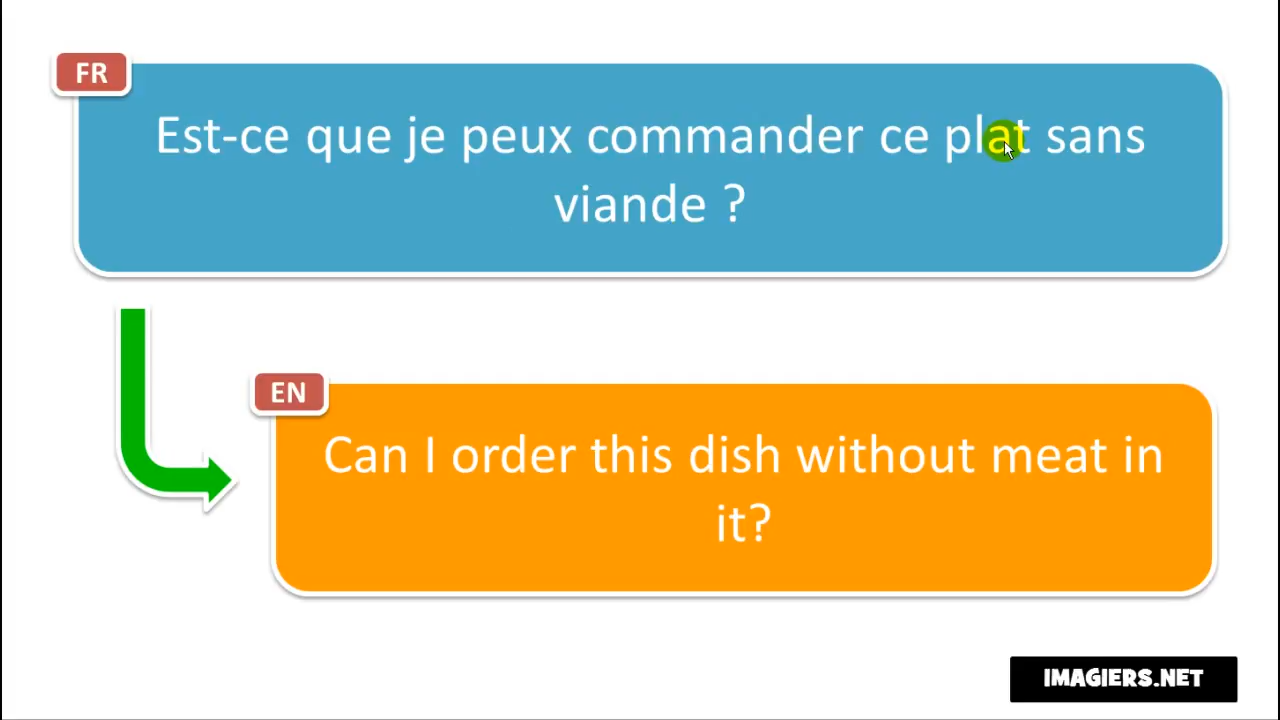 FR
Est-ce que je peux commander ce plat sans
viande ?
EN
Can I order this dish without meat in
it?
IMAGIERS.NET